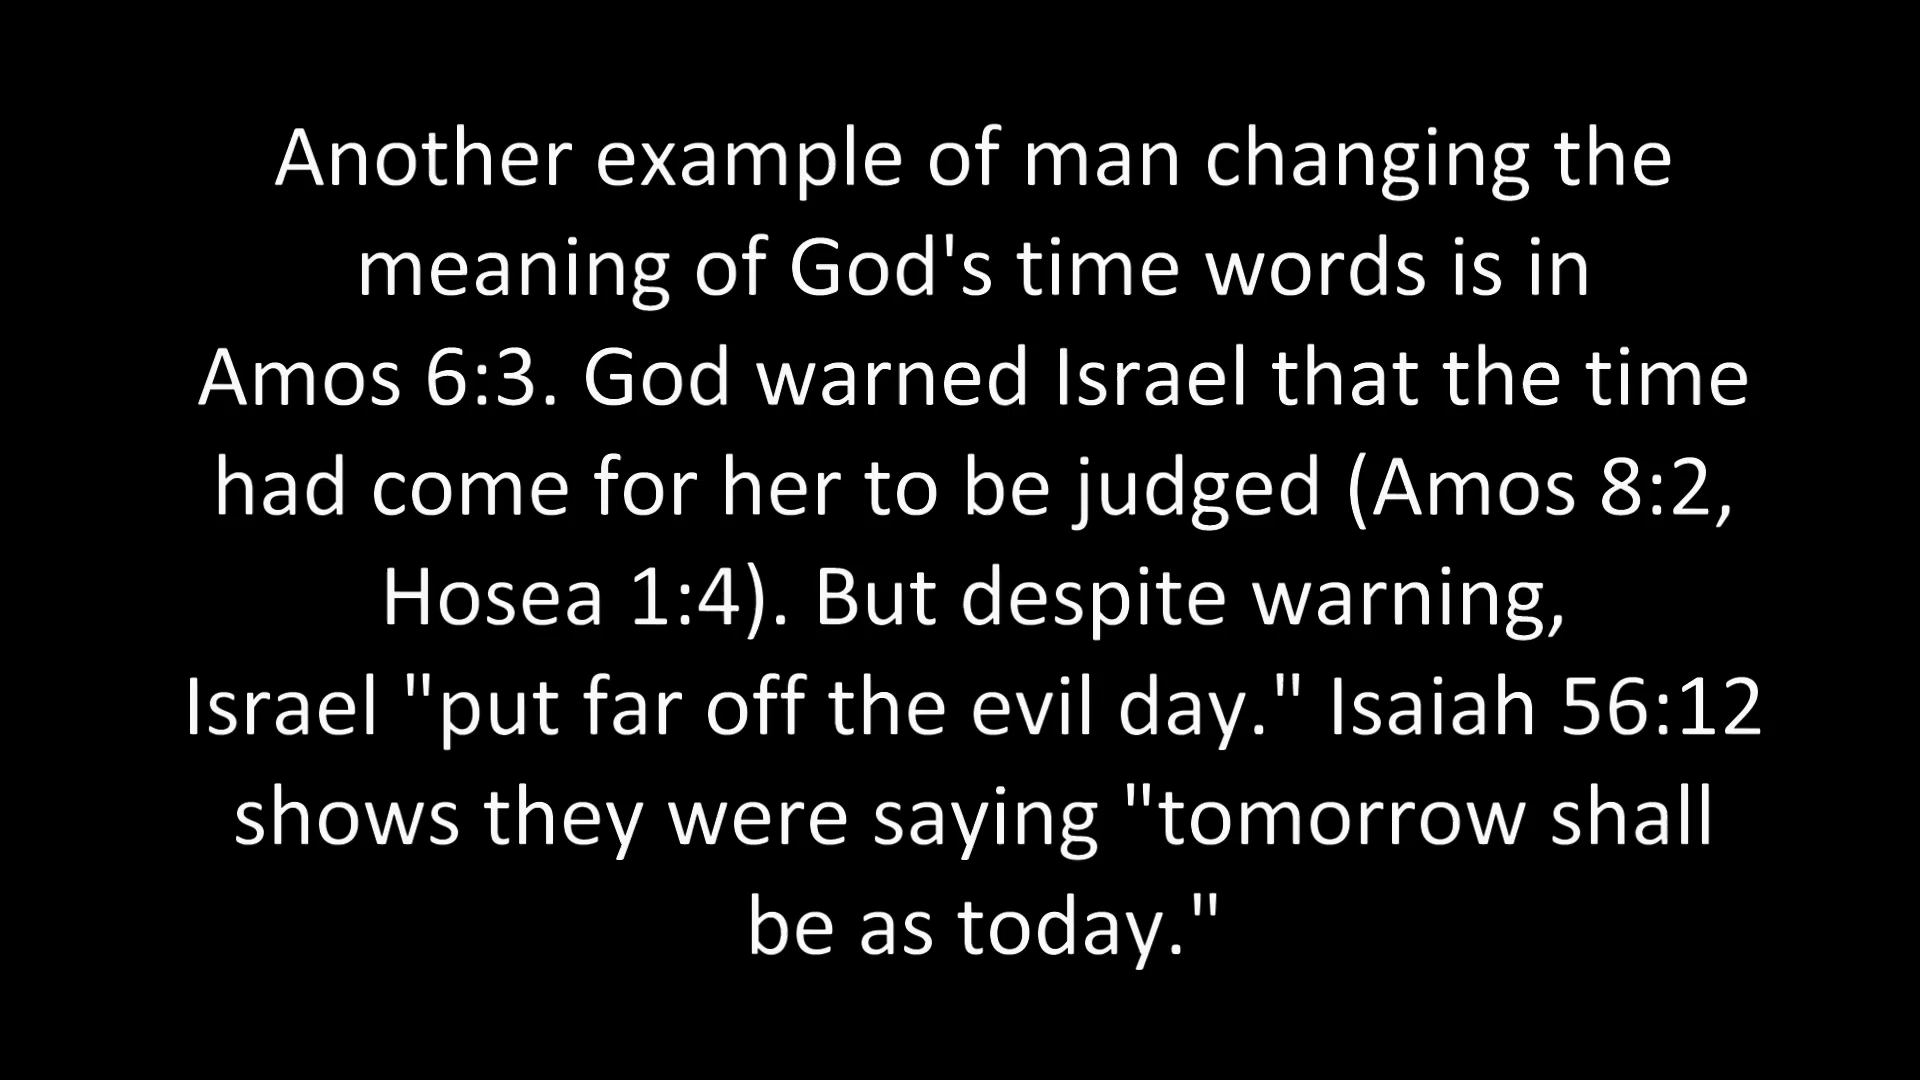 Another example of man changing the
meaning of God's time words is in
Amos 6:3. God warned Israel that the time
had come for her to be judged (Amos 8:2,
Hosea 1:4). But despite warning,
Israel "put far off the evil day." Isaiah 56:12
shows they were saying "tomorrow shall
be as today."